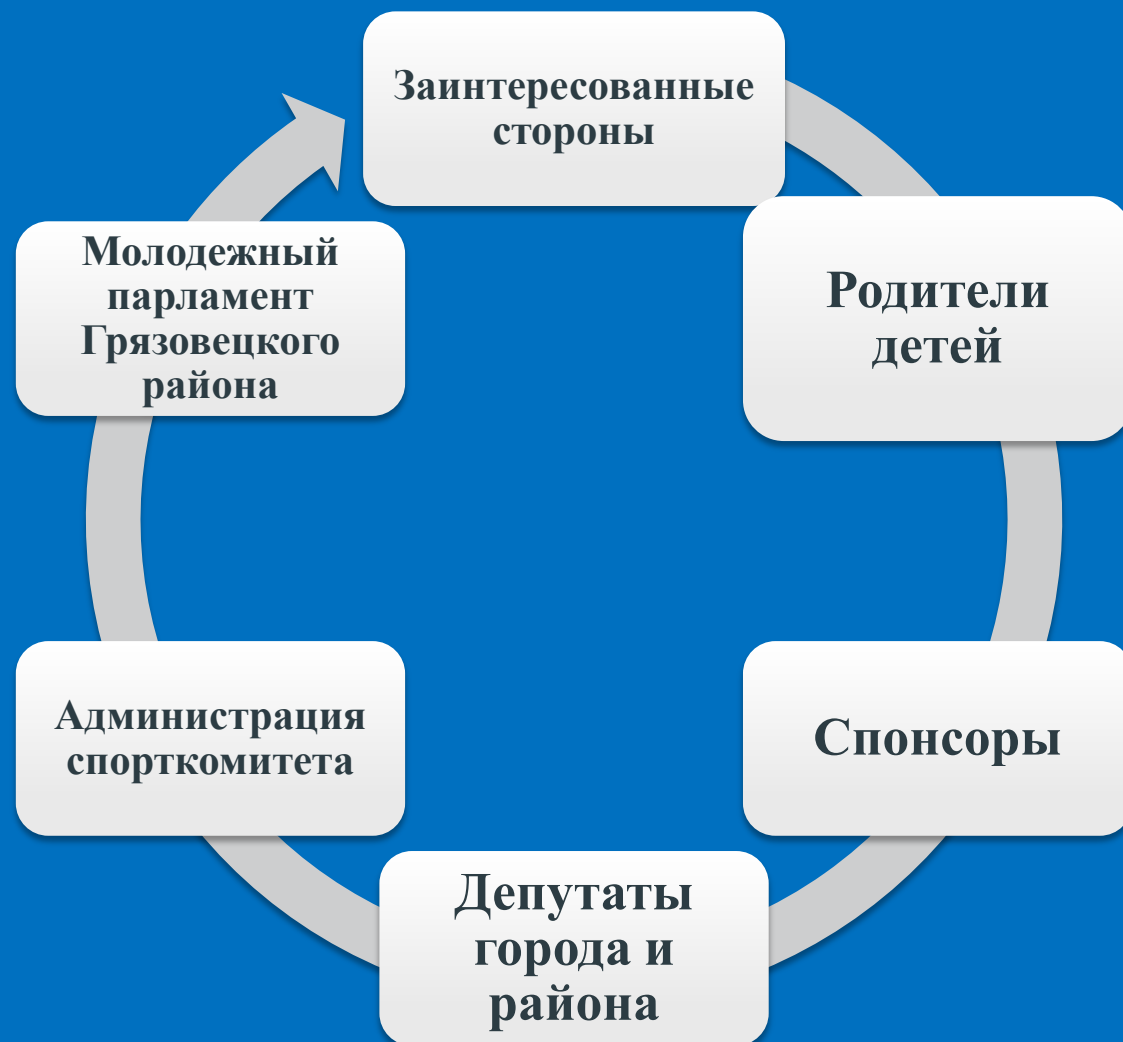 Заинтересованные
стороны
Родители
детей
Спонсоры
Депутаты
города и
района
Администрация
спорткомитета
Молодежный
парламент
Грязовецкого
района